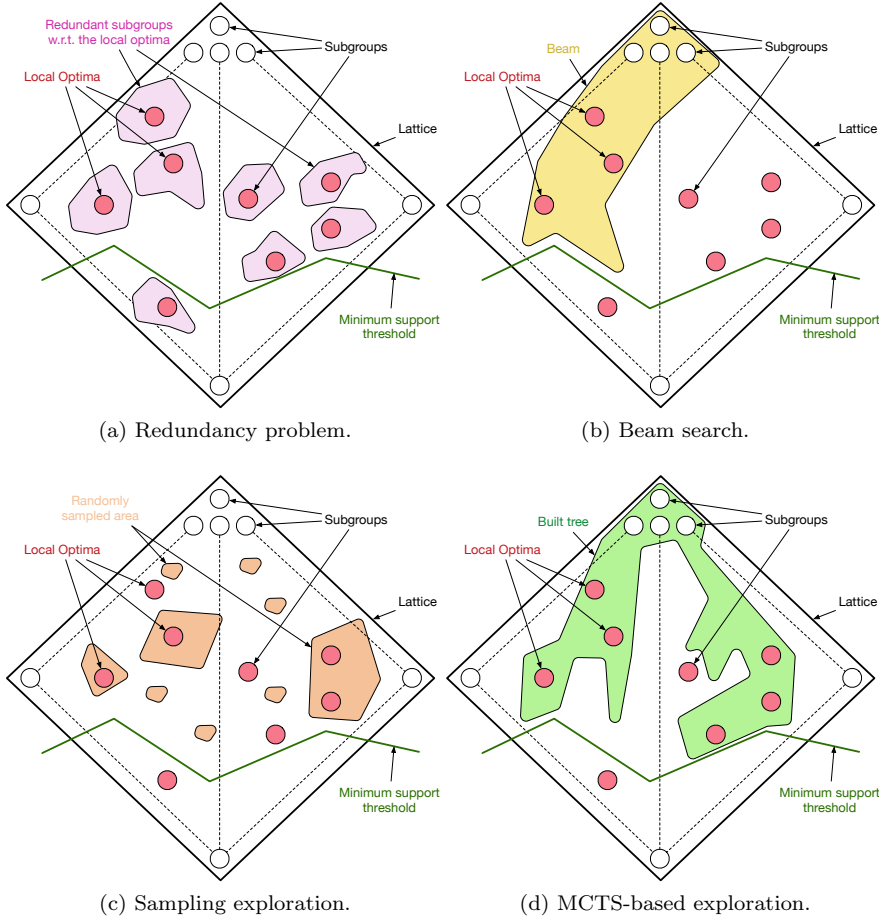 Redundant subgroups
w.r.t. the local optima
Subgroups
Local Optima
Lattice
Minimum support
threshold
(a) Redundancy problem.
Beam
Subgroups
Local Optima
Lattice
Minimum support
threshold
(b) Beam search.
Randomly
sampled area
Subgroups
Local Optima
Lattice
Minimum support
threshold
(c) Sampling exploration.
Built tree
Subgroups
Local Optima
Lattice
Minimum support
threshold
(d) MCTS-based exploration.